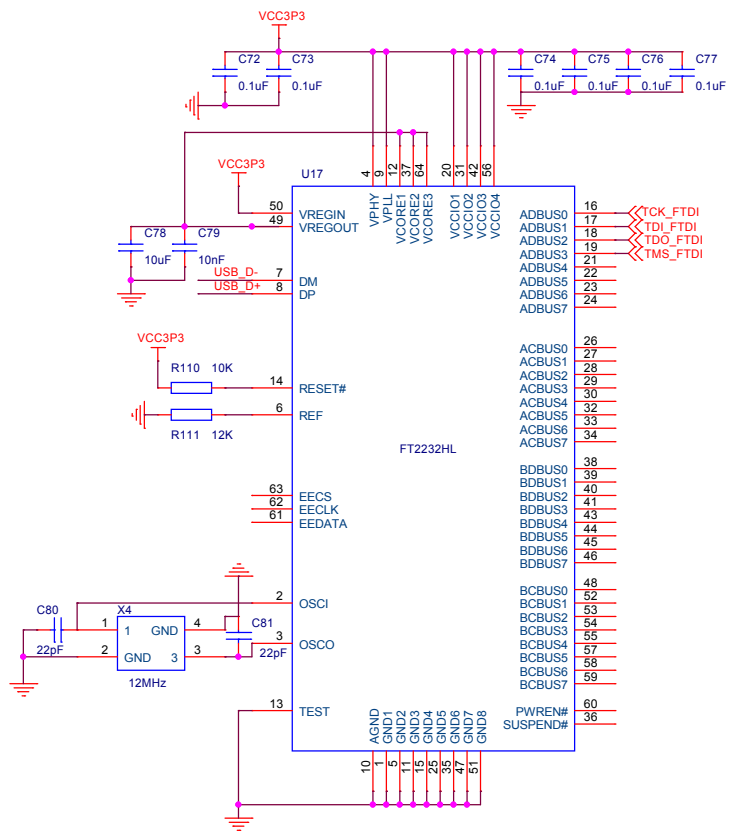 VCC3P3
C72
C73
C74
C75
C76
C77
0.1uF
0.1uF
0.1uF
0.1uF
0.1uF
0.1uF
VCC3P3
U17
4
9
12
37
64
20
31
42
56
VPHY
VPLL
VCORE1
VCORE2
VCORE3
VCCIO1
VCCIO2
VCCIO3
VCCIO4
50
VREGIN
49
VREGOUT
C78
C79
10uF
10nF
USB_D-
7
DM
USB_D+
8
DP
VCC3P3
R110 10K
14
RESET#
6
REF
R111 12K
FT2232HL
63
EECS
62
EECLK
61
EEDATA
2
OSCI
3
OSCO
C80
22pF
X4
1
1
GND
4
2
GND
3
3
12MHz
C81
22pF
13
TEST
ADBUS0 16 TCK_FTDI
ADBUS1 17 TDI_FTDI
ADBUS2 18 TDO_FTDI
ADBUS3 19 TMS_FTDI
ADBUS4 21
ADBUS5 22
ADBUS6 23
ADBUS7 24
ACBUS0 26
ACBUS1 27
ACBUS2 28
ACBUS3 29
ACBUS4 30
ACBUS5 32
ACBUS6 33
ACBUS7 34
BDBUS0 38
BDBUS1 39
BDBUS2 40
BDBUS3 41
BDBUS4 43
BDBUS5 44
BDBUS6 45
BDBUS7 46
BCBUS0 48
BCBUS1 52
BCBUS2 53
BCBUS3 54
BCBUS4 55
BCBUS5 57
BCBUS6 58
BCBUS7 59
PWREN# 60
SUSPEND# 36
AGND
GND1
GND2
GND3
GND4
GND5
GND6
GND7
GND8
10
1
5
11
15
25
35
47
51